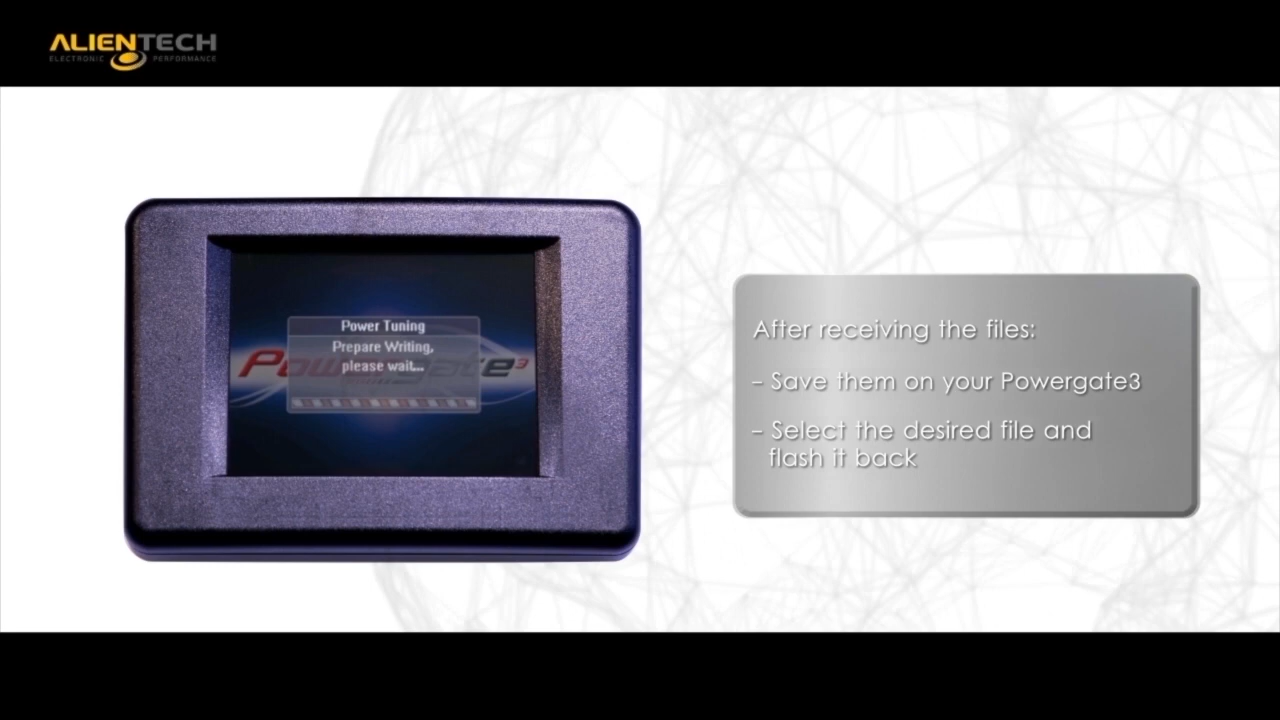 ALIENTECH
ELECTRONIC PERFORMANCE
Power Tuning
Prepare Writing,
please wait...
Powergate3
After receiving the files:
- Save them on your Powergate3
- Select the desired file and
flash it back